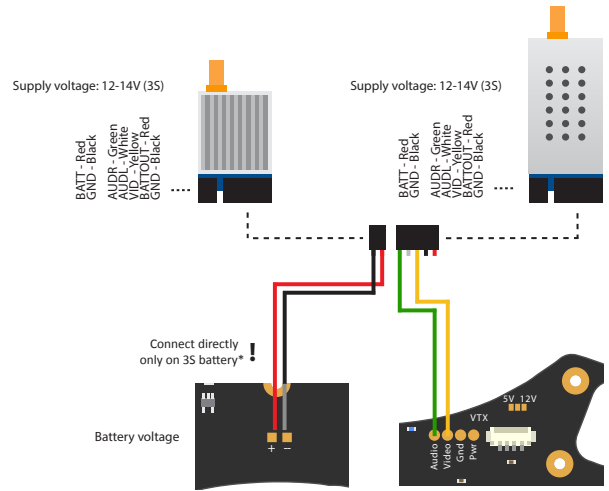 Supply voltage: 12-14V (3S)
BATT - Red
GND - Black
AUDR - Green
AUDL - White
VID - Yellow
BATTOUT - Red
GND - Black
Supply voltage: 12-14V (3S)
BATT - Red
GND - Black
AUDR - Green
AUDL - White
VID - Yellow
BATTOUT - Red
GND - Black
Connect directly
only on 3S battery* !
Battery voltage
+ −
5V 12V
VTX
Audio
Video
Gnd
Pwr